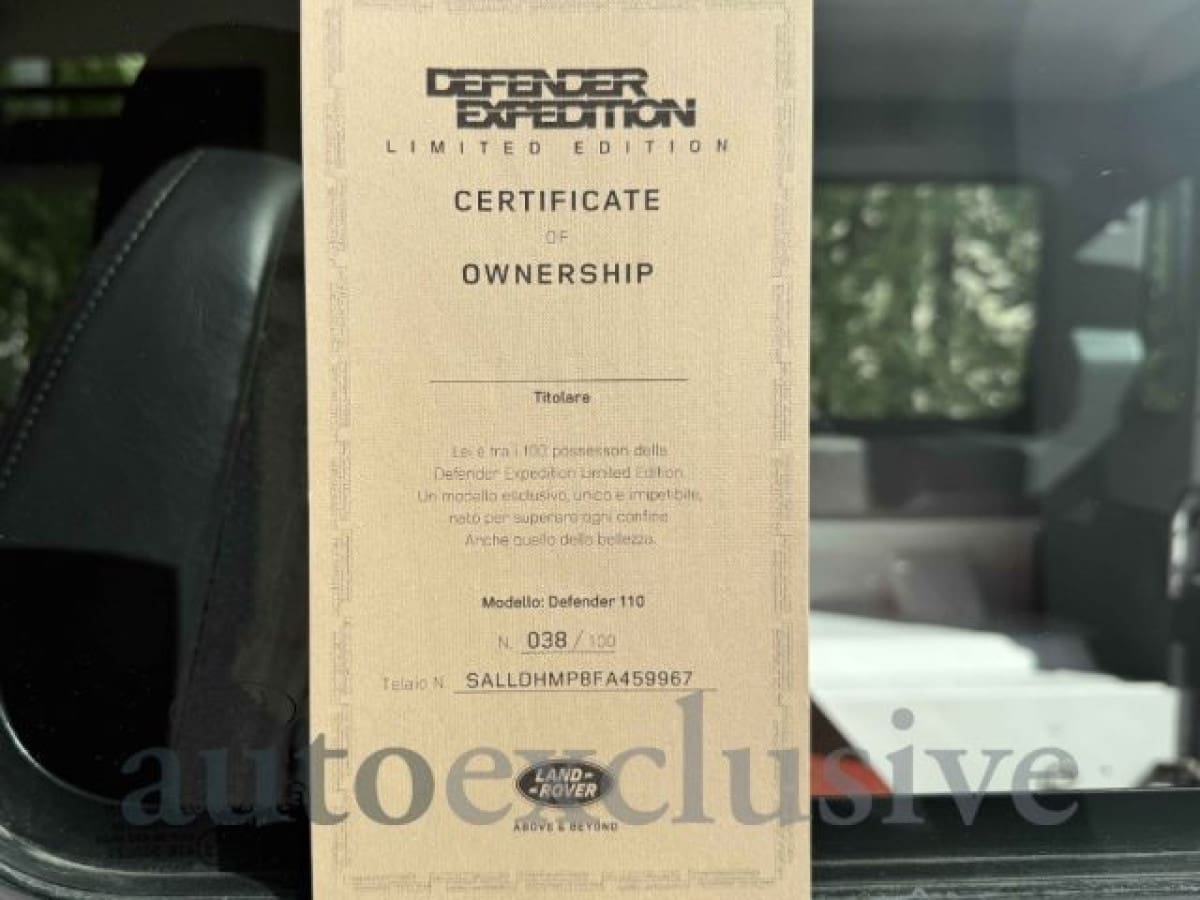 DEFENDER
EXPEDITION
LIMITED EDITION
CERTIFICATE
OF
OWNERSHIP
Titolare
Lei è tra i 100 possessori della
Defender Expedition Limited Edition.
Un modello esclusivo, unico e irripetibile,
nato per superare ogni confine.
Anche quello della bellezza.
Modello: Defender 110
N. 038 / 100
Telaio N. SALLDHMP8FA459967
autoexclusive
LAND-
-ROVER
ABOVE & BEYOND